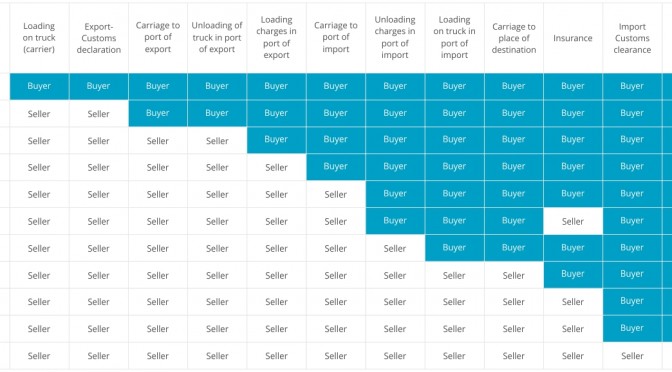 Loading on truck (carrier) Export-Customs declaration Carriage to port of export Unloading of truck in port of export Loading charges in port of export Carriage to port of import Unloading charges in port of import Loading on truck in port of import Carriage to place of destination Insurance Import Customs clearance
Buyer Buyer Buyer Buyer Buyer Buyer Buyer Buyer Buyer Buyer Buyer
Seller Seller Buyer Buyer Buyer Buyer Buyer Buyer Buyer Buyer Buyer
Seller Seller Seller Seller Buyer Buyer Buyer Buyer Buyer Buyer Buyer
Seller Seller Seller Seller Seller Buyer Buyer Buyer Buyer Buyer Buyer
Seller Seller Seller Seller Seller Seller Buyer Buyer Buyer Buyer Buyer
Seller Seller Seller Seller Seller Seller Buyer Buyer Buyer Seller Buyer
Seller Seller Seller Seller Seller Seller Seller Buyer Buyer Buyer Buyer
Seller Seller Seller Seller Seller Seller Seller Seller Seller Buyer Buyer
Seller Seller Seller Seller Seller Seller Seller Seller Seller Seller Buyer
Seller Seller Seller Seller Seller Seller Seller Seller Seller Seller Buyer
Seller Seller Seller Seller Seller Seller Seller Seller Seller Seller Seller